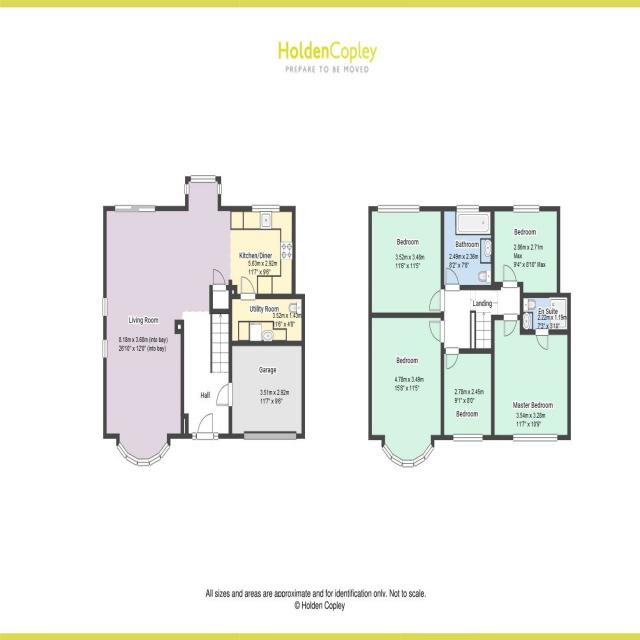 HoldenCopley
PREPARE TO BE MOVED
Kitchen/Diner
5.63m x 2.92m
11'7" x 9'6"
Utility Room
3.52m x 1.43m
11'6" x 4'8"
Living Room
8.18m x 3.68m (into bay)
26'10" x 12'0" (into bay)
Garage
3.51m x 2.92m
11'7" x 9'6"
Hall
Bedroom
3.52m x 3.48m
11'6" x 11'5"
Bathroom
2.49m x 2.36m
8'2" x 7'8"
Bedroom
2.86m x 2.71m
Max
9'4" x 8'10" Max
Landing
En Suite
2.22m x 1.19m
7'3" x 3'10"
Bedroom
4.78m x 3.49m
15'8" x 11'5"
2.78m x 2.45m
9'1" x 8'0"
Bedroom
Master Bedroom
3.54m x 3.28m
11'7" x 10'9"
All sizes and areas are approximate and for identification only. Not to scale.
© Holden Copley